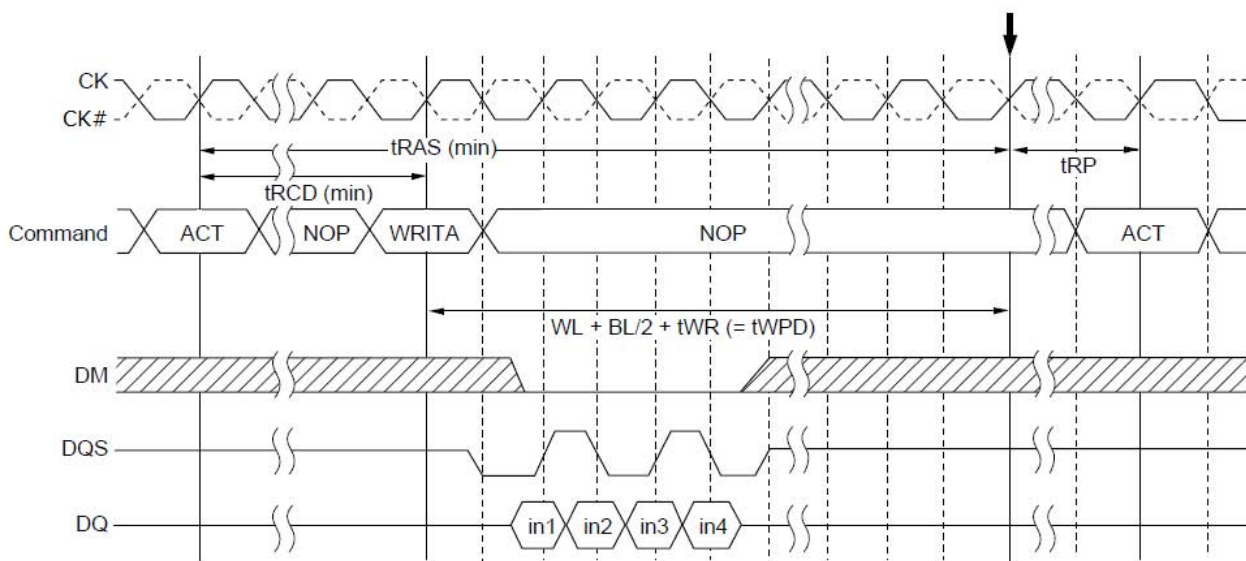 CK
CK#
tRAS (min)
tRP
tRCD (min)
Command ACT NOP WRITA NOP ACT
WL + BL/2 + tWR (= tWPD)
DM
DQS
DQ in1 in2 in3 in4